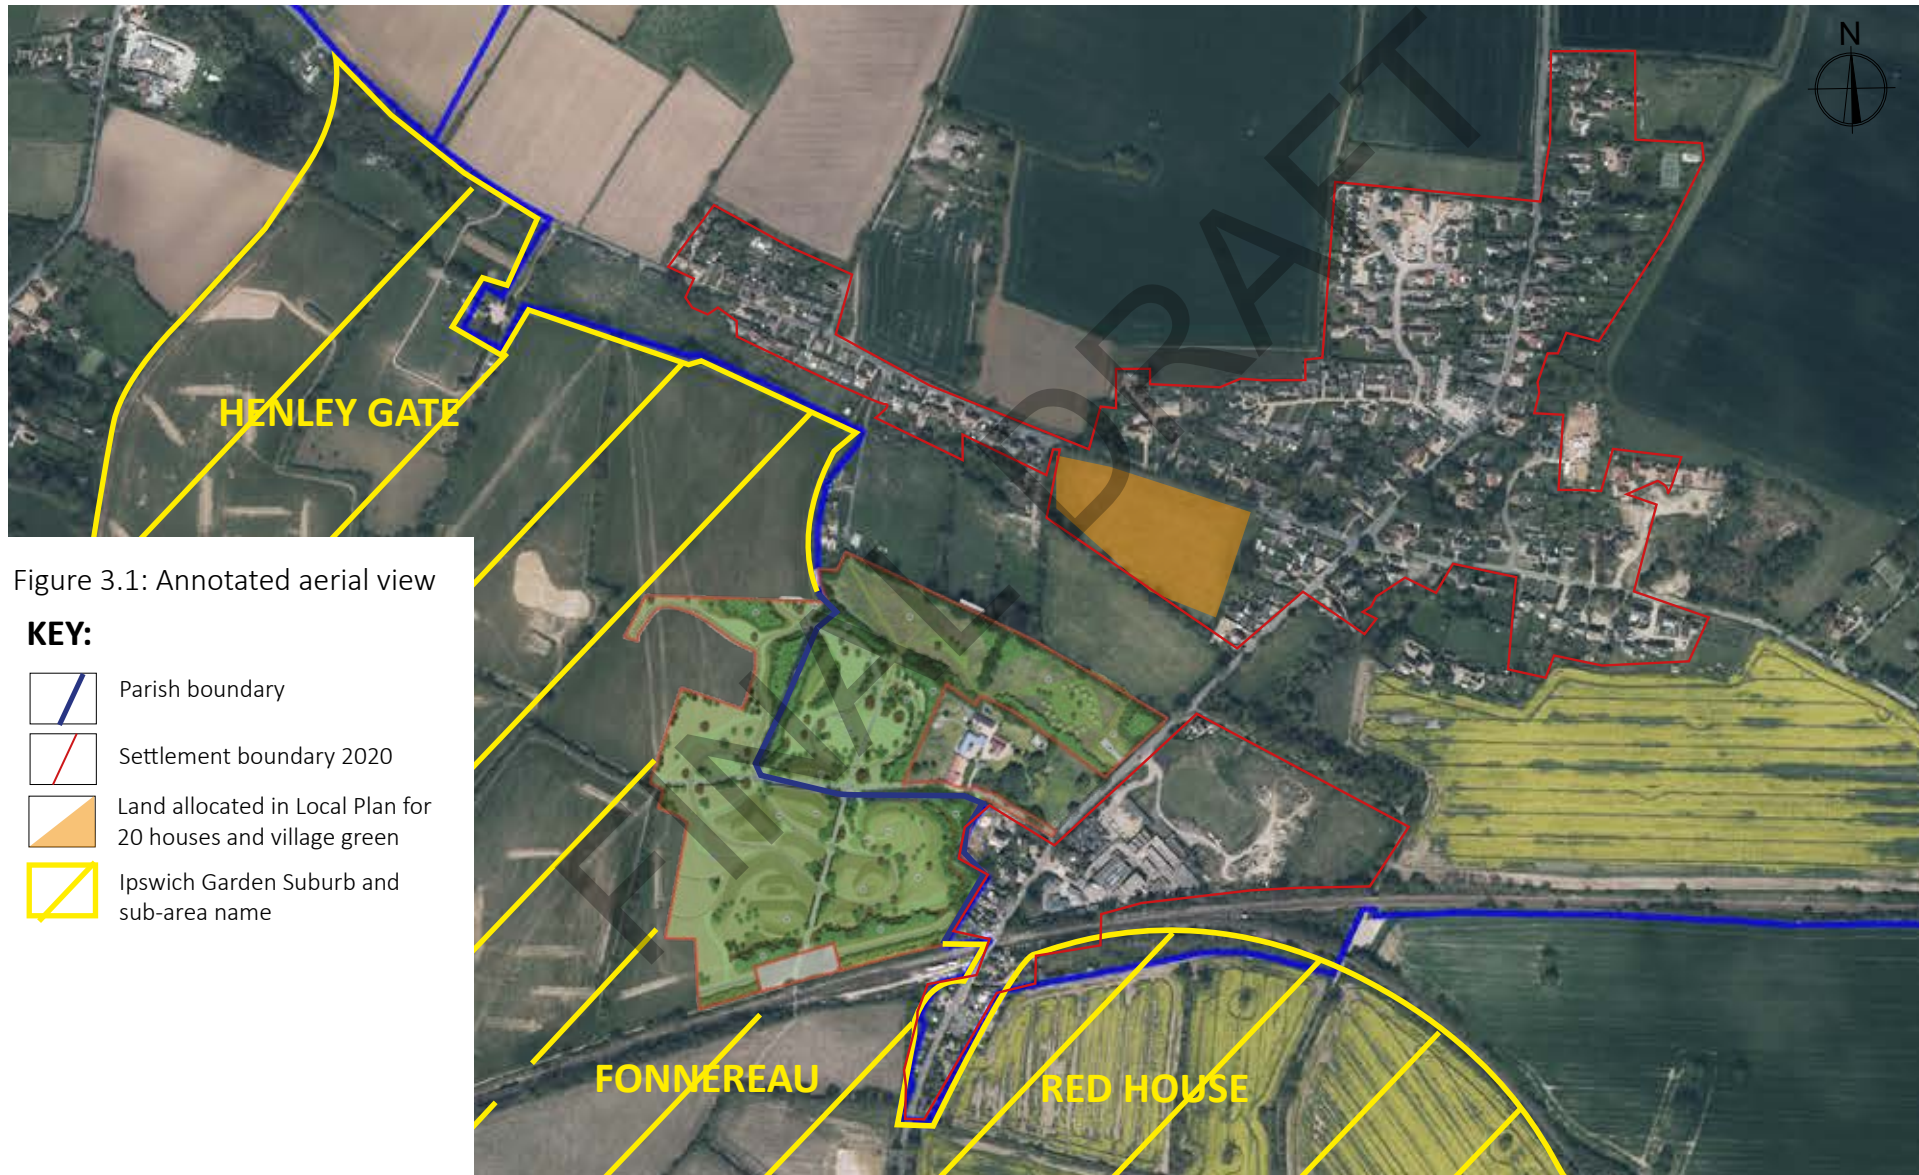 N
HENLEY GATE
Figure 3.1: Annotated aerial view
KEY:
Parish boundary
Settlement boundary 2020
Land allocated in Local Plan for
20 houses and village green
Ipswich Garden Suburb and
sub-area name
FONNEREAU
RED HOUSE
FINAL DRAFT